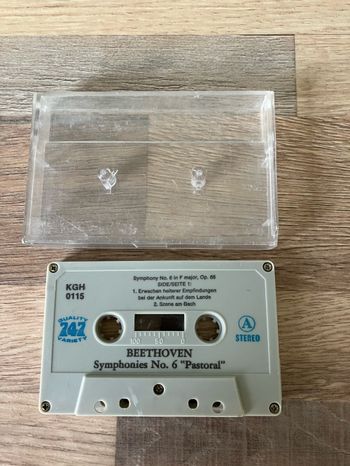 Symphony No. 6 in F major, Op. 68
SIDE/SEITE 1:
1. Erwachen heiterer Empfindungen
bei der Ankunft auf dem Lande
2. Szene am Bach
KGH
0115
QUALITY
247
VARIETY
A
STEREO
100 50 0
BEETHOVEN
Symphonies No. 6 "Pastoral"